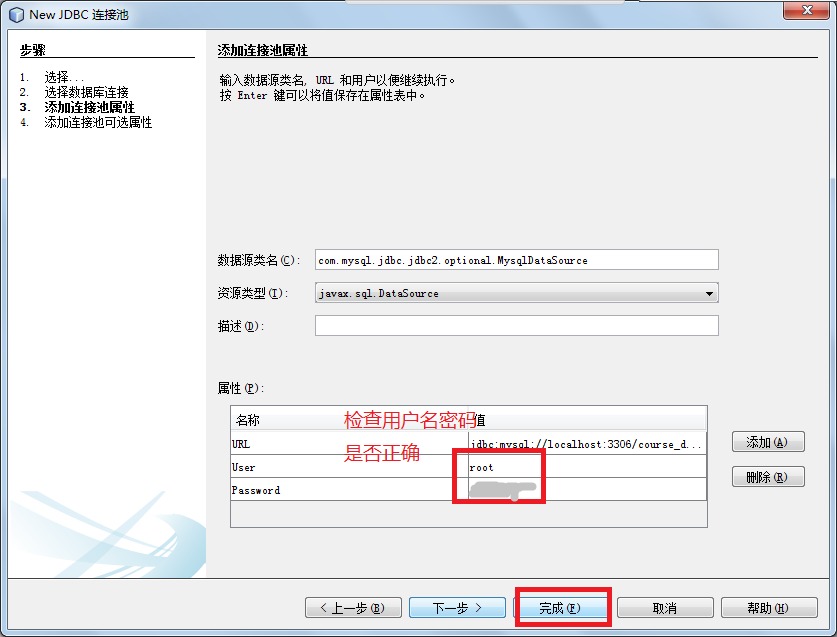 New JDBC 连接池
步骤
1. 选择...
2. 选择数据库连接
3. 添加连接池属性
4. 添加连接池可选属性
添加连接池属性
输入数据源类名, URL 和用户以便继续执行。
按 Enter 键可以将值保存在属性表中。
数据源类名(C): com.mysql.jdbc.jdbc2.optional.MysqlDataSource
资源类型(I): javax.sql.DataSource
描述(D):
属性(P):
名称 值
检查用户名密码
URL jdbc:mysql://localhost:3306/course_d...
是否正确
User root
Password
添加(A)
删除(R)
< 上一步(B) 下一步 > 完成(F) 取消 帮助(H)